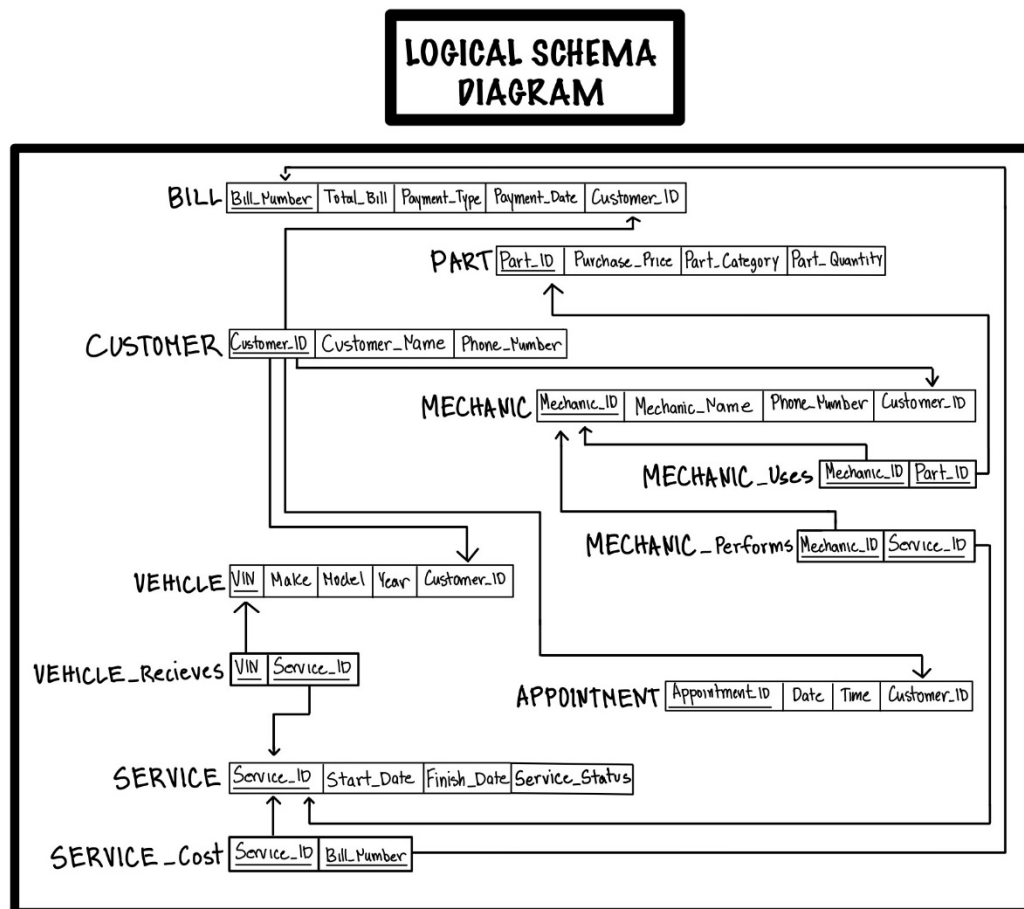 LOGICAL SCHEMA
DIAGRAM
BILL Bill_Number Total_Bill Payment_Type Payment_Date Customer_ID
PART Part_ID Purchase_Price Part_Category Part_Quantity
CUSTOMER Customer_ID Customer_Name Phone_Number
MECHANIC Mechanic_ID Mechanic_Name Phone_Number Customer_ID
MECHANIC_Uses Mechanic_ID Part_ID
MECHANIC_Performs Mechanic_ID Service_ID
VEHICLE VIN Make Model Year Customer_ID
VEHICLE_Recieves VIN Service_ID
APPOINTMENT Appointment_ID Date Time Customer_ID
SERVICE Service_ID Start_Date Finish_Date Service_Status
SERVICE_Cost Service_ID Bill_Number